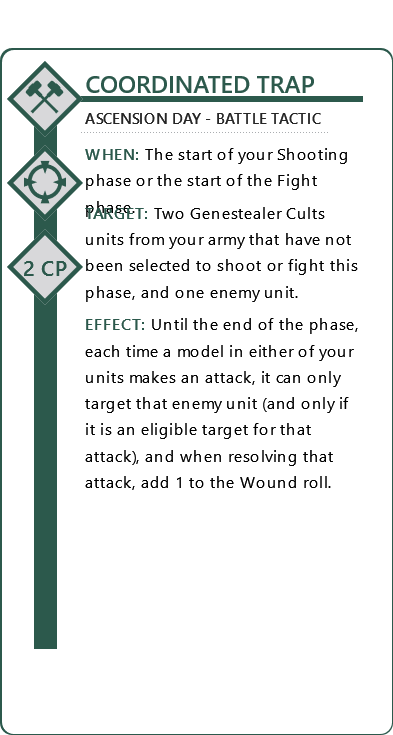 COORDINATED TRAP
ASCENSION DAY - BATTLE TACTIC
WHEN: The start of your Shooting
phase or the start of the Fight
phase.
TARGET: Two Genestealer Cults
units from your army that have not
been selected to shoot or fight this
2 CP
phase, and one enemy unit.
EFFECT: Until the end of the phase,
each time a model in either of your
units makes an attack, it can only
target that enemy unit (and only if
it is an eligible target for that
attack), and when resolving that
attack, add 1 to the Wound roll.